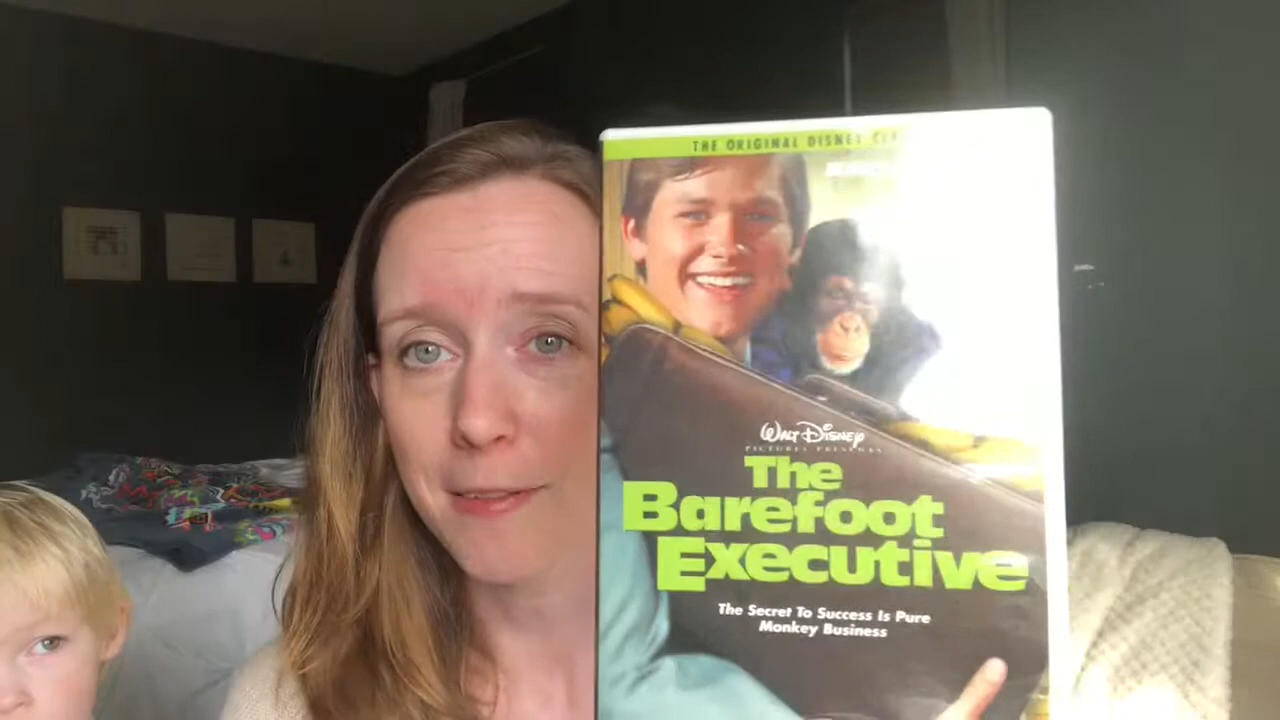 THE ORIGINAL DISNEY
WALT DISNEY
PICTURES PRESENTS
The
Barefoot
Executive
The Secret To Success Is Pure
Monkey Business